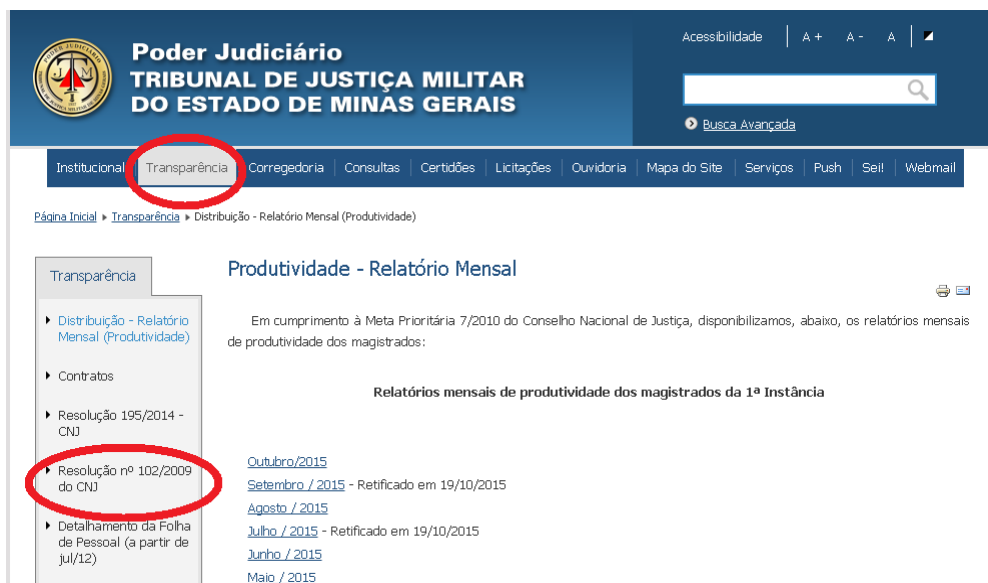 Poder Judiciário
TRIBUNAL DE JUSTIÇA MILITAR
DO ESTADO DE MINAS GERAIS
Acessibilidade A + A - A
Busca Avançada
Institucional Transparência Corregedoria Consultas Certidões Licitações Ouvidoria Mapa do Site Serviços Push Sei! Webmail
Página Inicial Transparência Distribuição - Relatório Mensal (Produtividade)
Transparência
Distribuição - Relatório
Mensal (Produtividade)
Contratos
Resolução 195/2014 -
CNJ
Resolução nº 102/2009
do CNJ
Detalhamento da Folha
de Pessoal (a partir de
jul/12)
Produtividade - Relatório Mensal
Em cumprimento à Meta Prioritária 7/2010 do Conselho Nacional de Justiça, disponibilizamos, abaixo, os relatórios mensais
de produtividade dos magistrados:
Relatórios mensais de produtividade dos magistrados da 1ª Instância
Outubro/2015
Setembro / 2015 - Retificado em 19/10/2015
Agosto / 2015
Julho / 2015 - Retificado em 19/10/2015
Junho / 2015
Maio / 2015